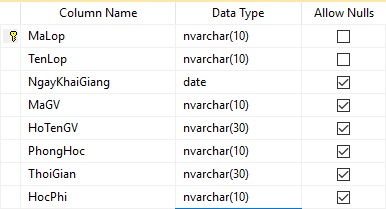 Column Name Data Type Allow Nulls
MaLop nvarchar(10)
TenLop nvarchar(10)
NgayKhaiGiang date
MaGV nvarchar(10)
HoTenGV nvarchar(30)
PhongHoc nvarchar(10)
ThoiGian nvarchar(30)
HocPhi nvarchar(10)